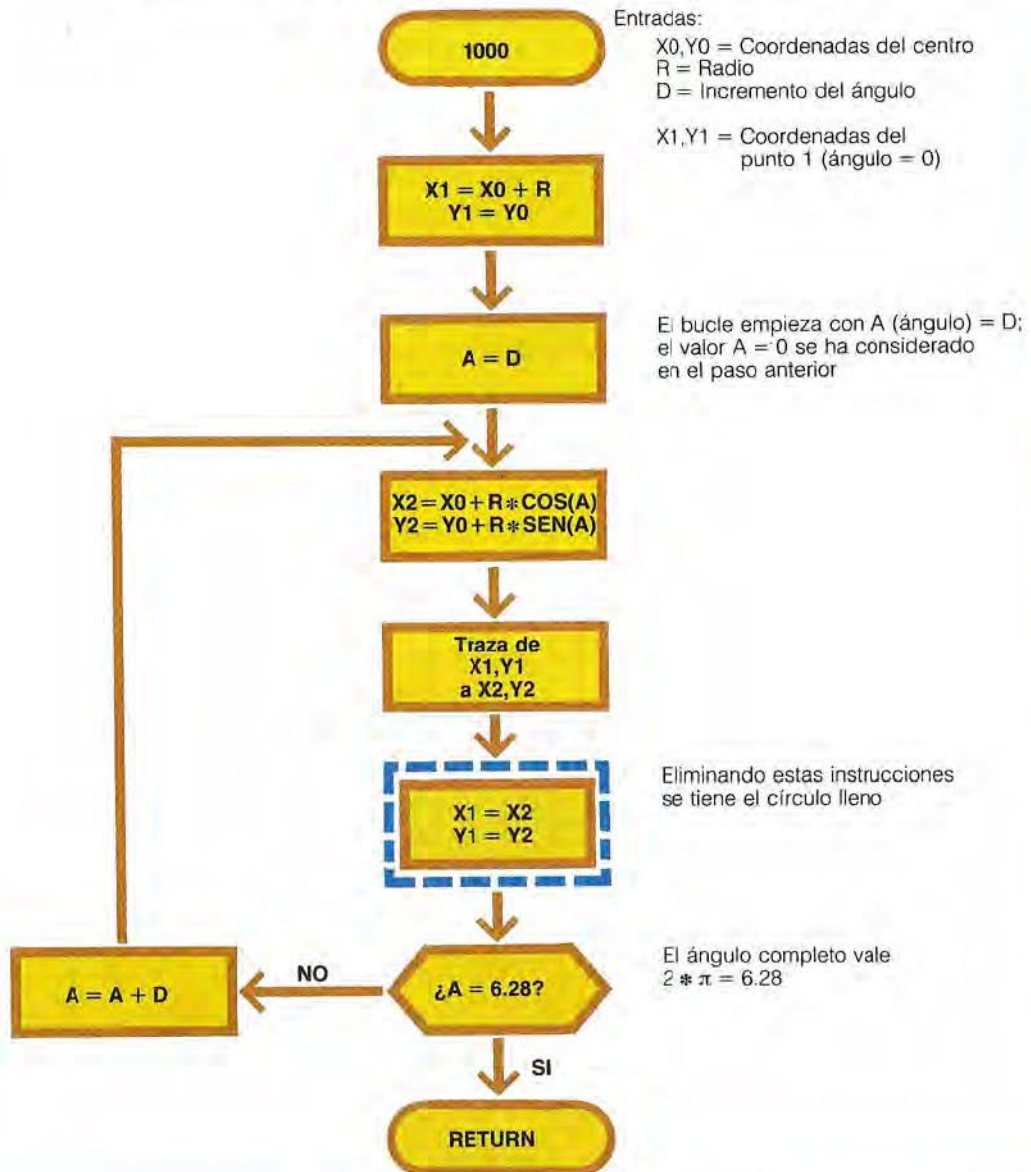 1000
Entradas:
X0,Y0 = Coordenadas del centro
R = Radio
D = Incremento del ángulo
X1,Y1 = Coordenadas del
punto 1 (ángulo = 0)
X1 = X0 + R
Y1 = Y0
A = D
El bucle empieza con A (ángulo) = D;
el valor A = 0 se ha considerado
en el paso anterior
X2=X0+R*COS(A)
Y2=Y0+R*SEN(A)
Traza de
X1,Y1
a X2,Y2
X1 = X2
Y1 = Y2
Eliminando estas instrucciones
se tiene el círculo lleno
¿A = 6.28?
El ángulo completo vale
2 * π = 6.28
NO
A = A + D
SI
RETURN